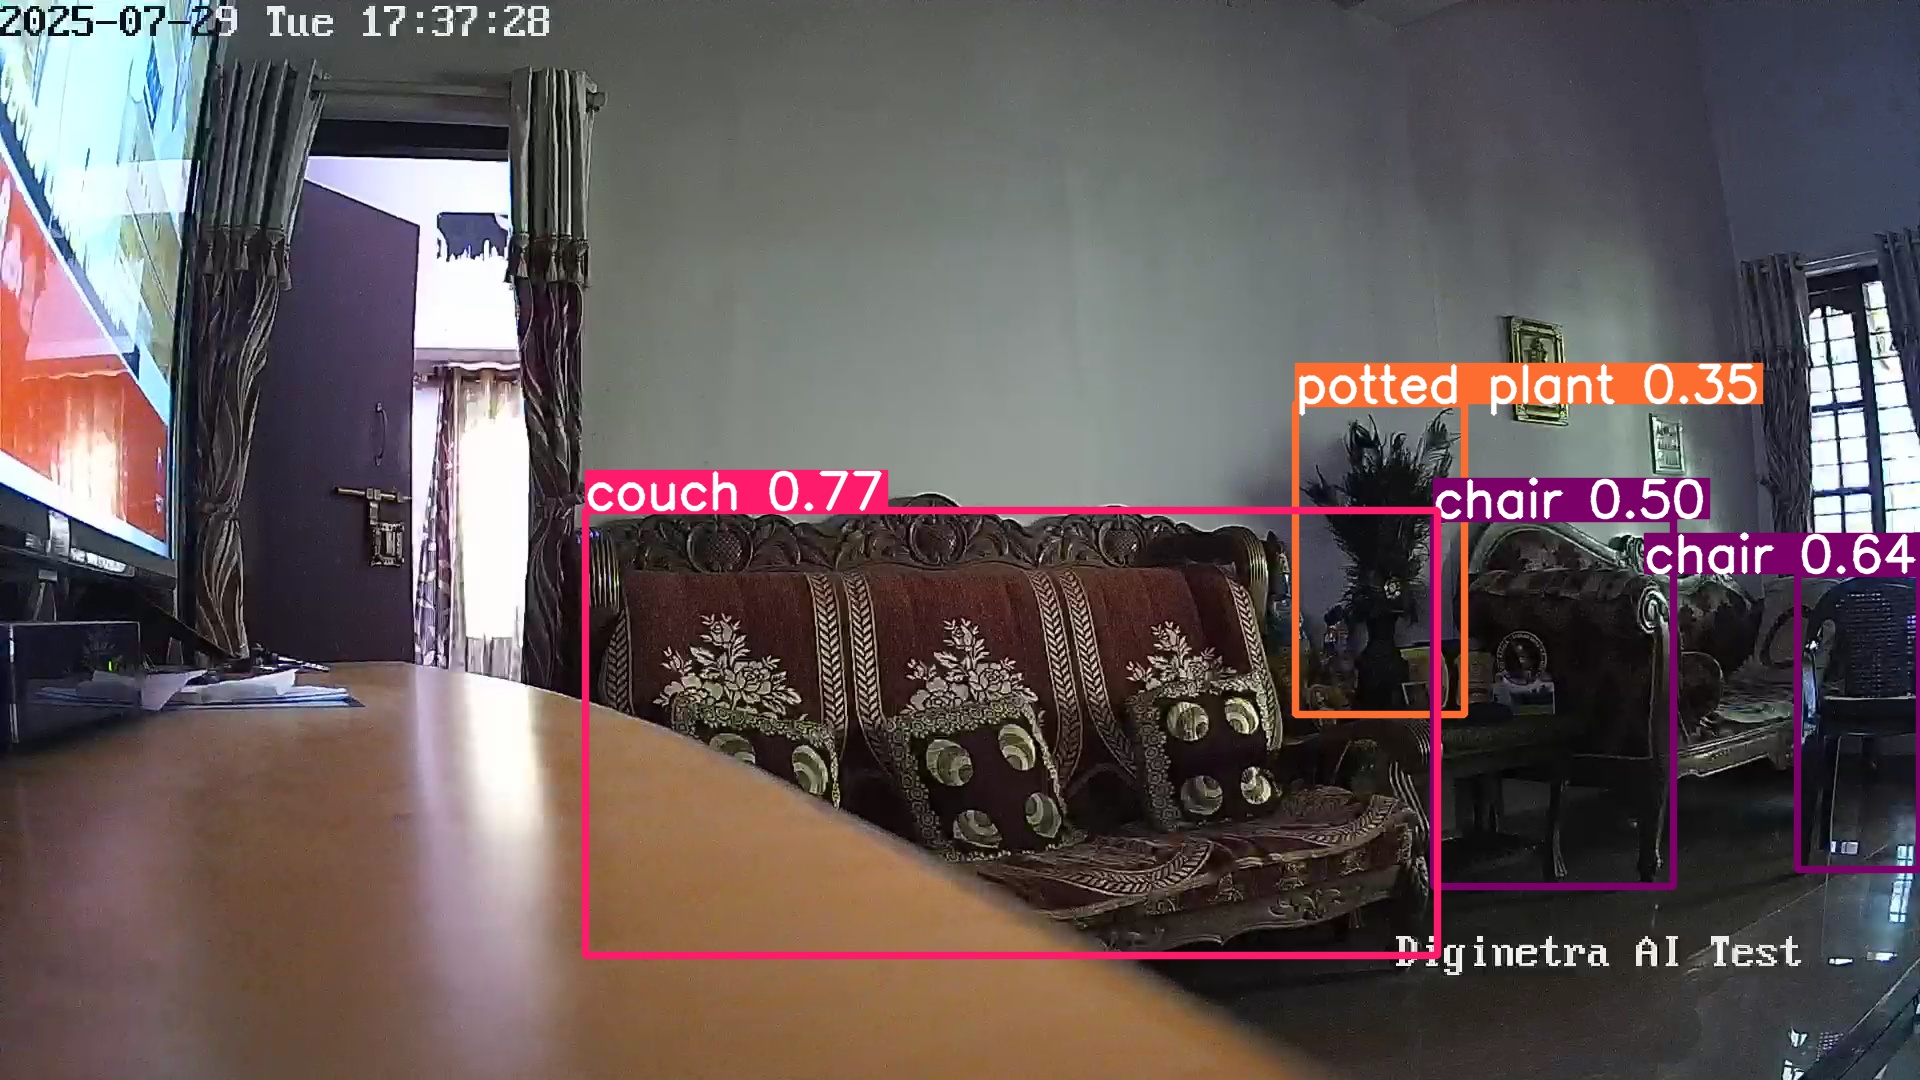 2025-07-29 Tue 17:37:28
potted plant 0.35
couch 0.77
chair 0.50
chair 0.64
Diginetra AI Test